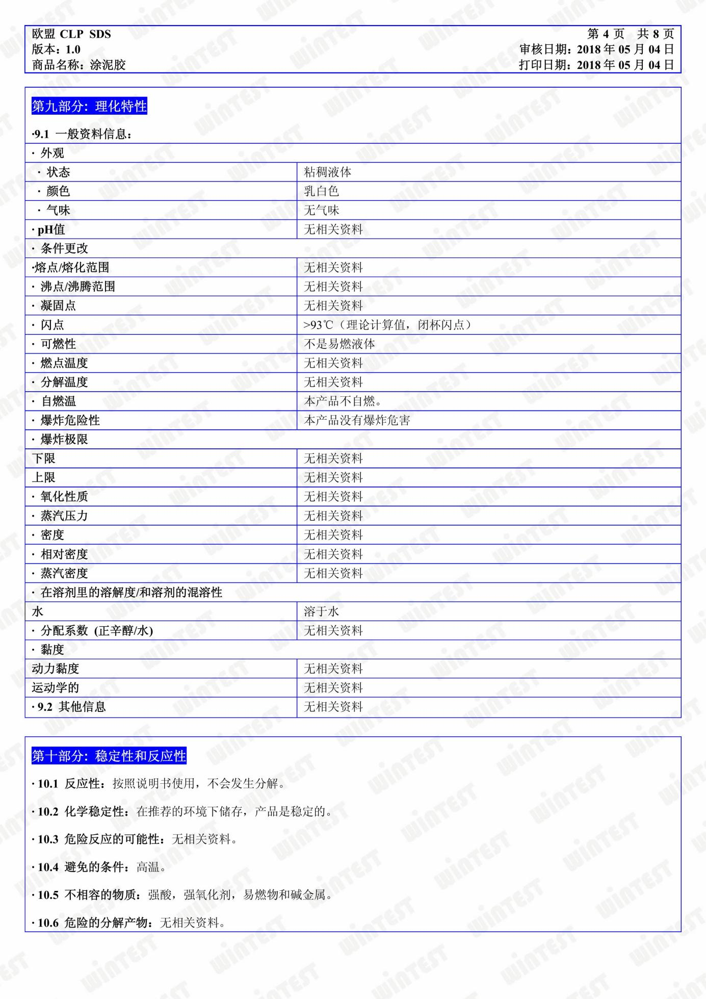 欧盟 CLP SDS 第 4 页 共 8 页
版本：1.0 审核日期：2018 年 05 月 04 日
商品名称：涂泥胶 打印日期：2018 年 05 月 04 日
第九部分：理化特性
·9.1 一般资料信息：
· 外观
· 状态 粘稠液体
· 颜色 乳白色
· 气味 无气味
· pH值 无相关资料
· 条件更改
·熔点/熔化范围 无相关资料
· 沸点/沸腾范围 无相关资料
· 凝固点 无相关资料
· 闪点 >93℃（理论计算值，闭杯闪点）
· 可燃性 不是易燃液体
· 燃点温度 无相关资料
· 分解温度 无相关资料
· 自燃温 本产品不自燃。
· 爆炸危险性 本产品没有爆炸危害
· 爆炸极限
下限 无相关资料
上限 无相关资料
· 氧化性质 无相关资料
· 蒸汽压力 无相关资料
· 密度 无相关资料
· 相对密度 无相关资料
· 蒸汽密度 无相关资料
· 在溶剂里的溶解度/和溶剂的混溶性
水 溶于水
· 分配系数 (正辛醇/水) 无相关资料
· 黏度
动力黏度 无相关资料
运动学的 无相关资料
· 9.2 其他信息 无相关资料
第十部分：稳定性和反应性
· 10.1 反应性：按照说明书使用，不会发生分解。
· 10.2 化学稳定性：在推荐的环境下储存，产品是稳定的。
· 10.3 危险反应的可能性：无相关资料。
· 10.4 避免的条件：高温。
· 10.5 不相容的物质：强酸，强氧化剂，易燃物和碱金属。
· 10.6 危险的分解产物：无相关资料。